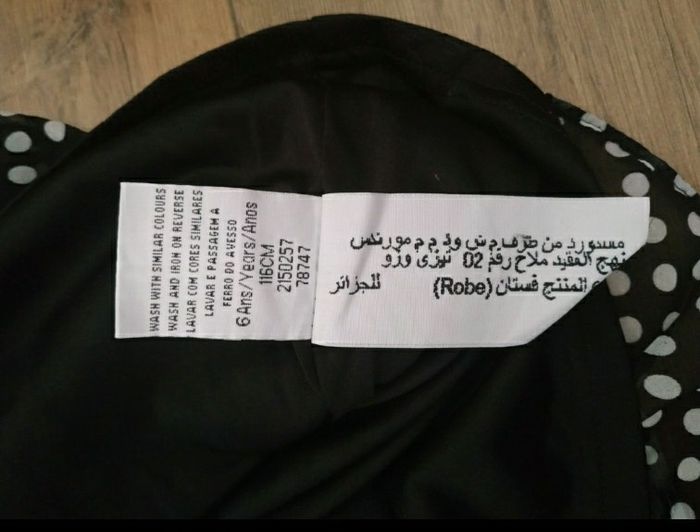 WASH WITH SIMILAR COLOURS
WASH AND IRON ON REVERSE
LAVAR COM CORES SIMILARES
LAVAR E PASSAGEM A
FERRO DO AVESSO
6 Ans/Years/Anos
116CM
2150257
78747
مستورد من طرف م ش و ذ م م مورتكس
نهج العقيد ملاح رقم 02 تيزي وزو
المنتج فستان (Robe) للجزائر